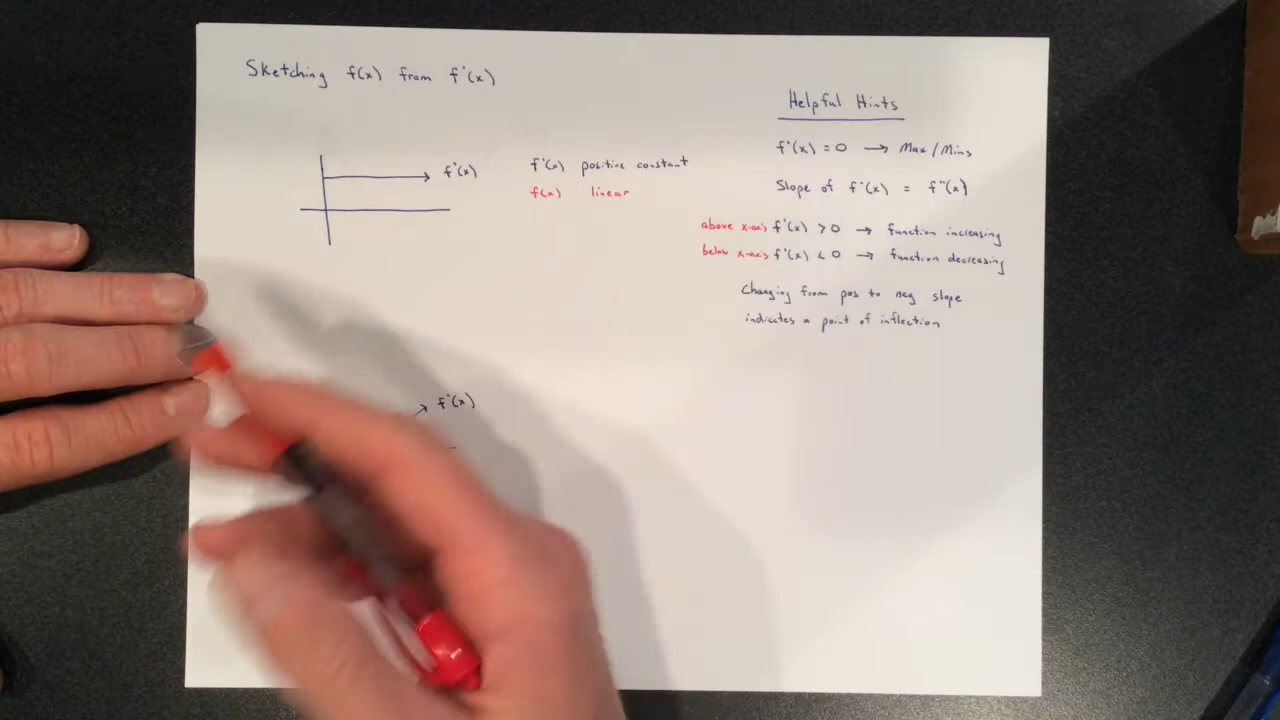 Sketching f(x) from f'(x)
f'(x)
f'(x) positive constant
f(x) linear
f'(x)
Helpful Hints
f'(x) = 0 → Max/Mins
Slope of f'(x) = f''(x)
above x-axis f'(x) > 0 → function increasing
below x-axis f'(x) < 0 → function decreasing
Changing from pos to neg slope
indicates a point of inflection